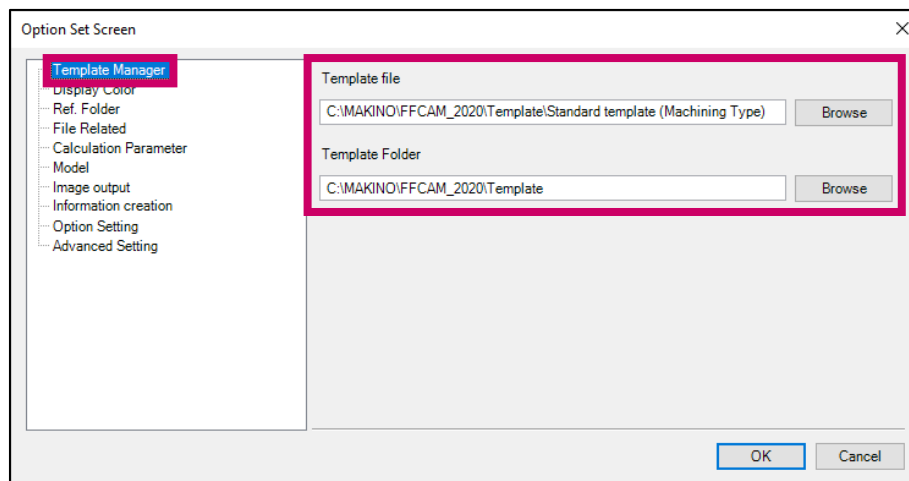 Option Set Screen
Template Manager
Display Color
Ref. Folder
File Related
Calculation Parameter
Model
Image output
Information creation
Option Setting
Advanced Setting
Template file
C:\MAKINO\FFCAM_2020\Template\Standard template (Machining Type)
Browse
Template Folder
C:\MAKINO\FFCAM_2020\Template
Browse
OK
Cancel